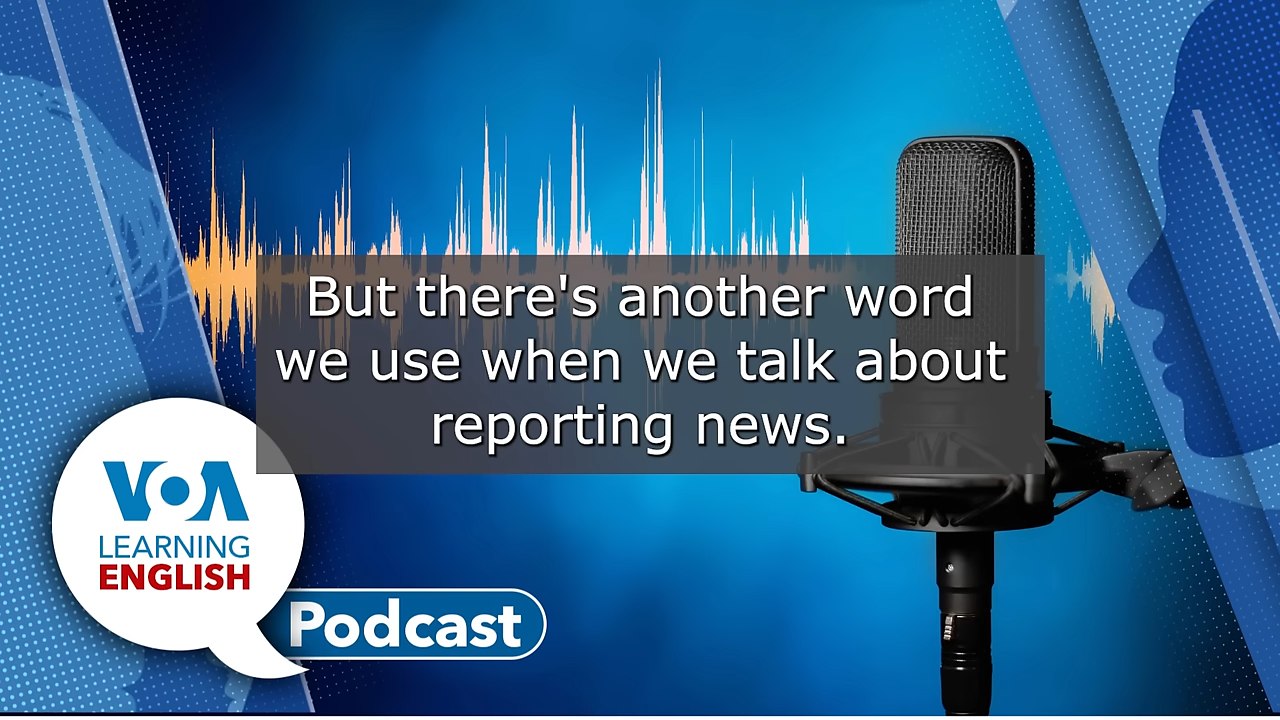 But there's another word
we use when we talk about
reporting news.
VOA
LEARNING
ENGLISH
Podcast